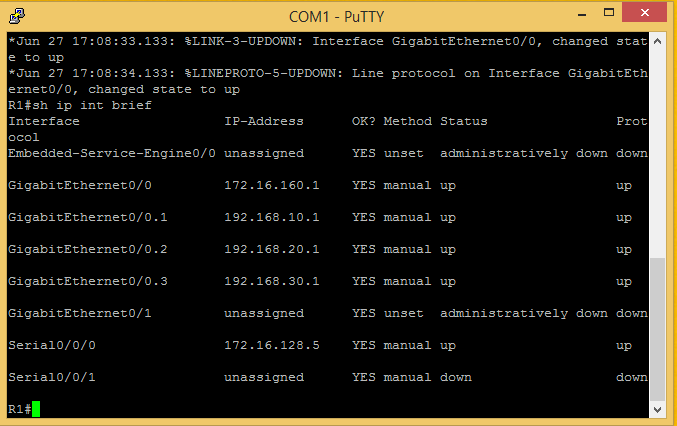 COM1 - PuTTY
*Jun 27 17:08:33.133: %LINK-3-UPDOWN: Interface GigabitEthernet0/0, changed stat
e to up
*Jun 27 17:08:34.133: %LINEPROTO-5-UPDOWN: Line protocol on Interface GigabitEth
ernet0/0, changed state to up
R1#sh ip int brief
Interface                  IP-Address      OK? Method Status                Prot
ocol
Embedded-Service-Engine0/0 unassigned      YES unset  administratively down down
GigabitEthernet0/0         172.16.160.1    YES manual up                    up
GigabitEthernet0/0.1       192.168.10.1    YES manual up                    up
GigabitEthernet0/0.2       192.168.20.1    YES manual up                    up
GigabitEthernet0/0.3       192.168.30.1    YES manual up                    up
GigabitEthernet0/1         unassigned      YES unset  administratively down down
Serial0/0/0                172.16.128.5    YES manual up                    up
Serial0/0/1                unassigned      YES manual down                  down
R1#